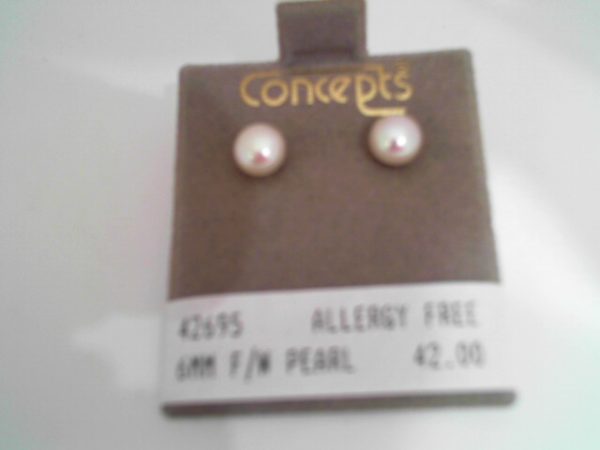 Concepts
42695 ALLERGY FREE
6MM F/W PEARL 42.00